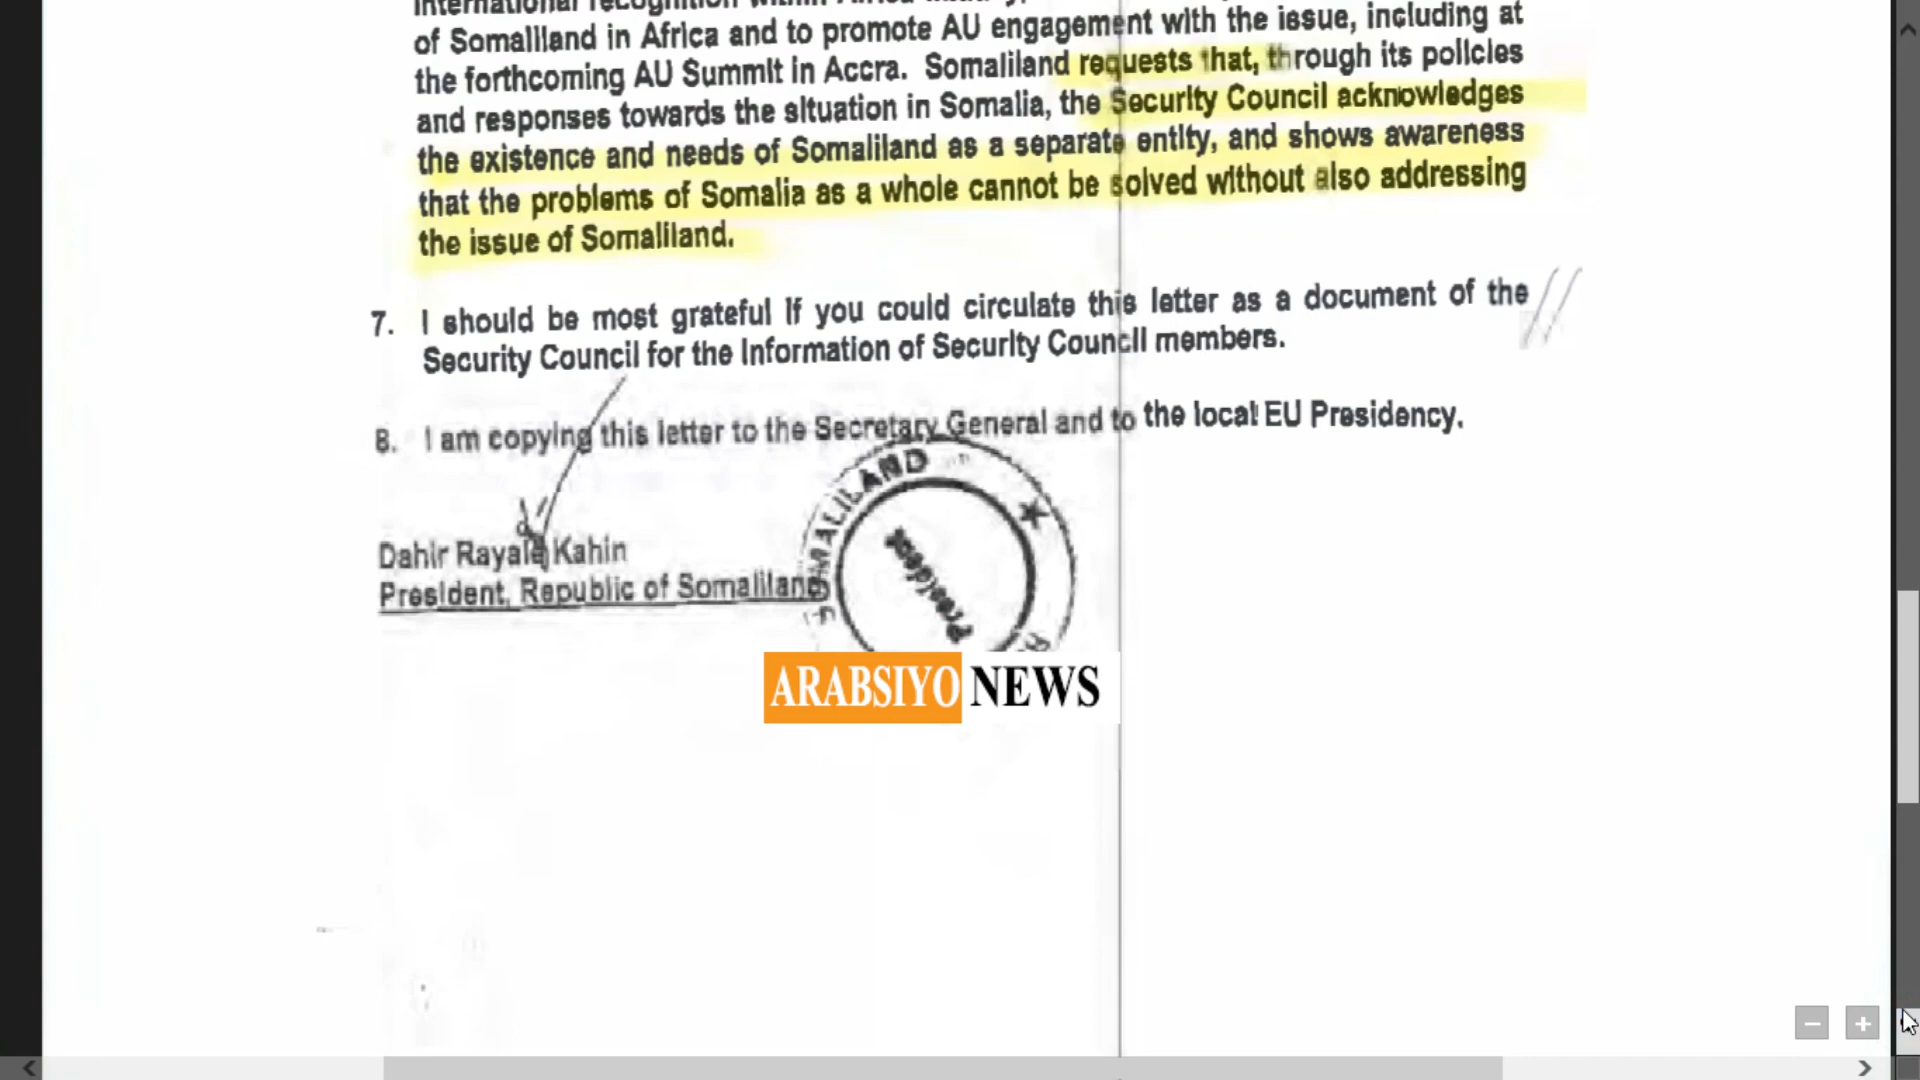 international recognition within Africa
of Somaliland in Africa and to promote AU engagement with the issue, including at
the forthcoming AU Summit in Accra. Somaliland requests that, through its policies
and responses towards the situation in Somalia, the Security Council acknowledges
the existence and needs of Somaliland as a separate entity, and shows awareness
that the problems of Somalia as a whole cannot be solved without also addressing
the issue of Somaliland.
7. I should be most grateful if you could circulate this letter as a document of the
Security Council for the Information of Security Council members.
8. I am copying this letter to the Secretary General and to the local EU Presidency.
SOMALILAND
President
Dahir Rayale Kahin
President, Republic of Somaliland
ARABSIYO NEWS